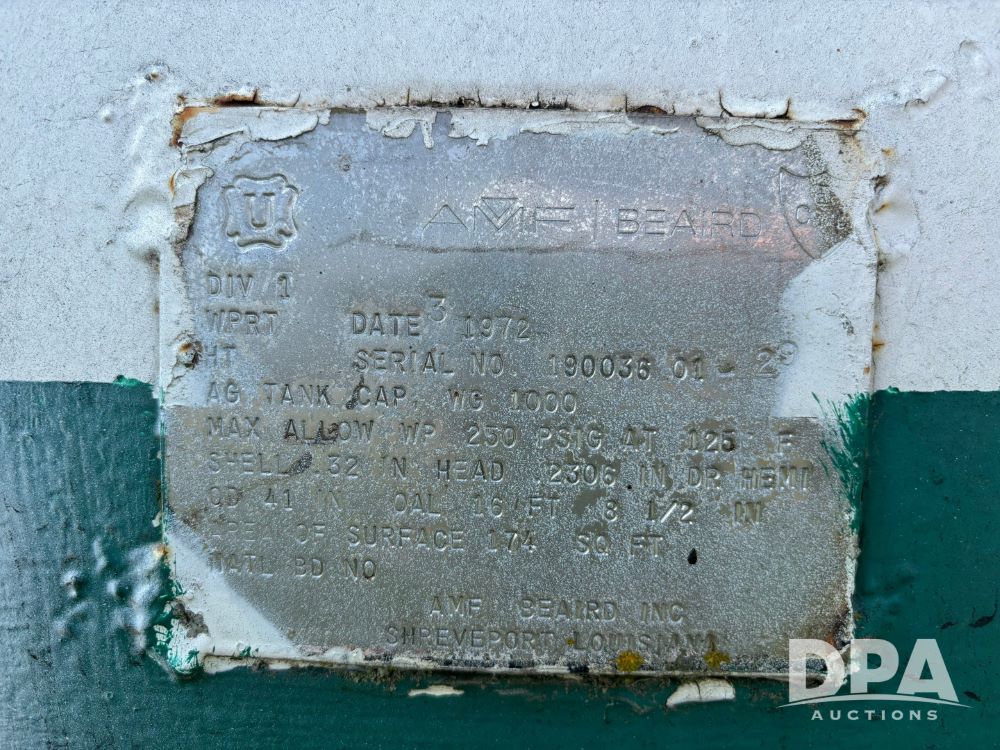 U AMF BEAIRD
DIV 1
WPRT DATE 3 1972
HT SERIAL NO. 190036 01 - 29
AG TANK CAP. WG 1000
MAX ALLOW WP 250 PSIG AT 125 F
SHELL .32 IN HEAD .2306 IN DR HEMI
OD 41 IN OAL 16 FT 8 1/2 IN
AREA OF SURFACE 174 SQ FT
NATL BD NO
AMF BEAIRD INC
SHREVEPORT LOUISIANA
DPA
AUCTIONS